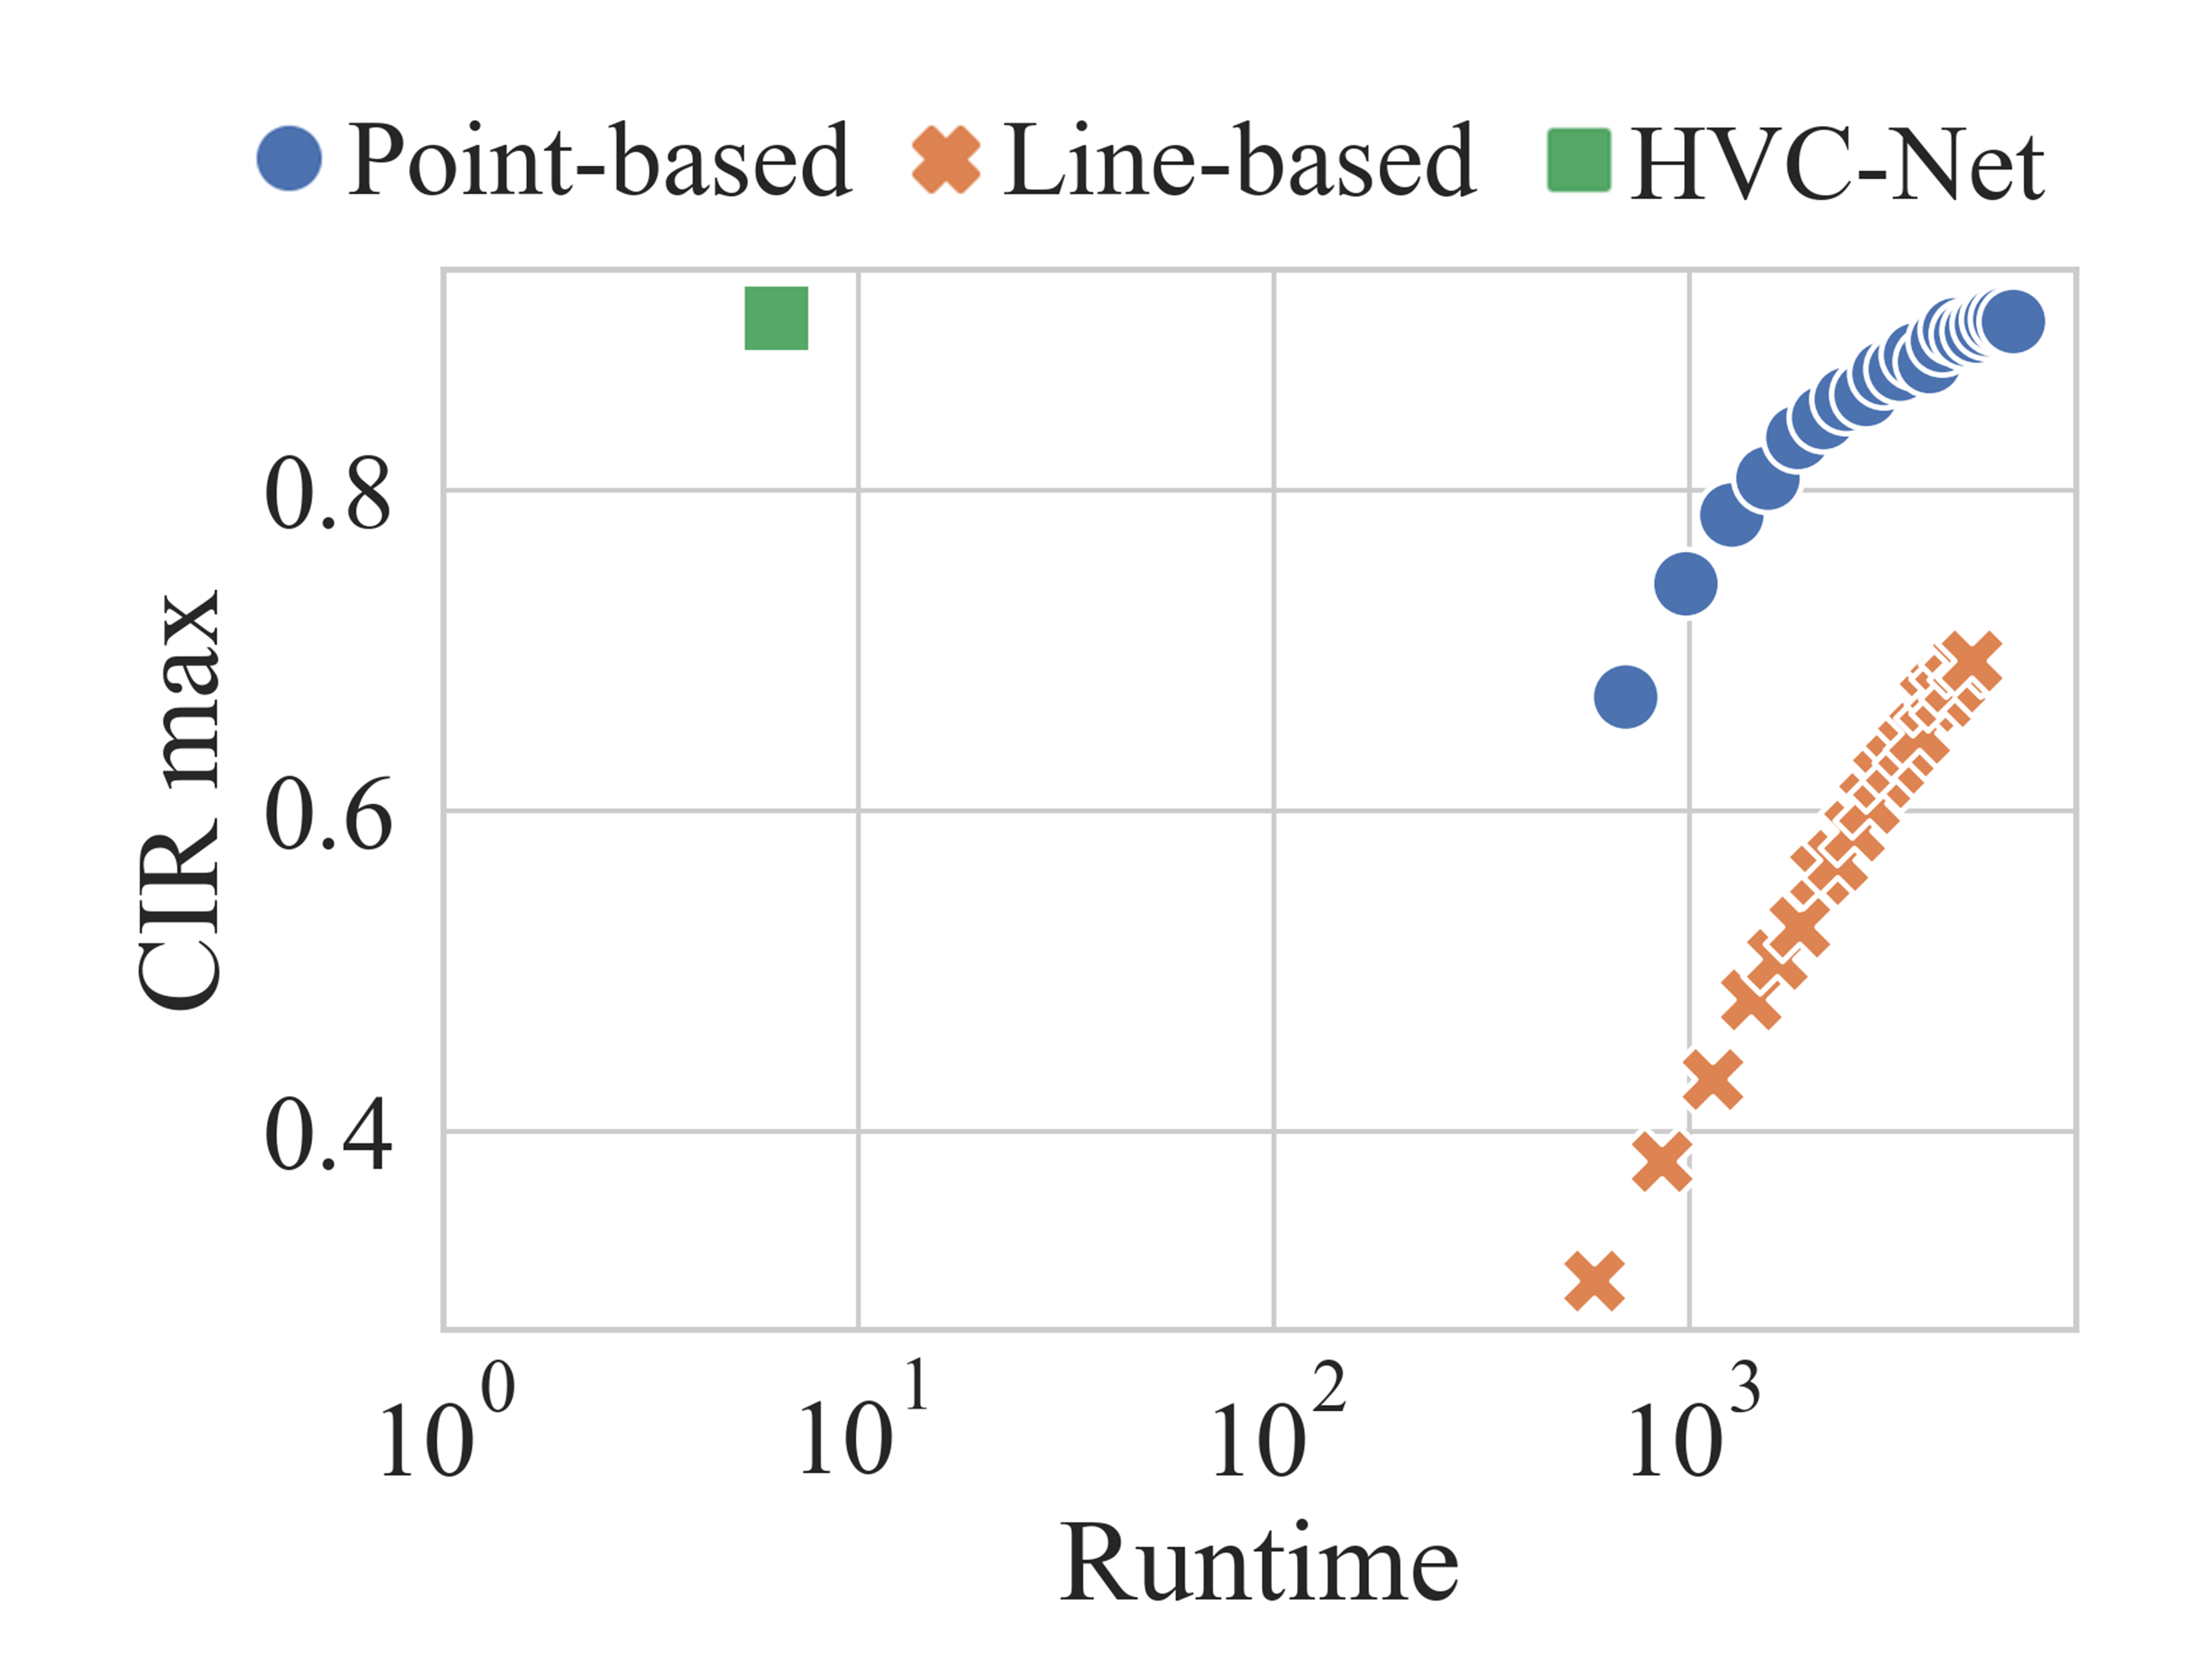 Point-based Line-based HVC-Net
CIR max
0.8
0.6
0.4
10^0 10^1 10^2 10^3
Runtime